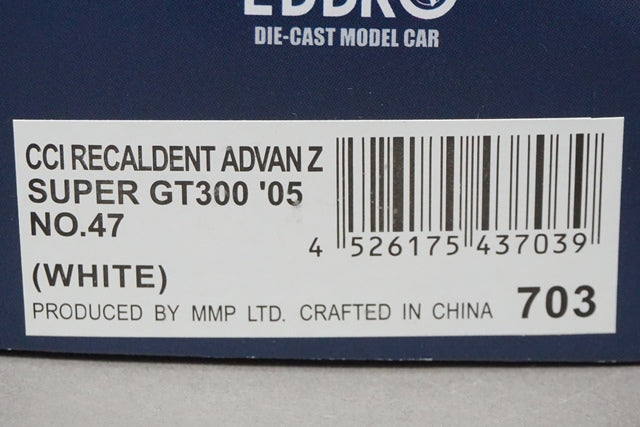 EBBRO
DIE-CAST MODEL CAR
CCI RECALDENT ADVAN Z
SUPER GT300 '05
NO.47
(WHITE)
4 526175 437039
PRODUCED BY MMP LTD. CRAFTED IN CHINA 703